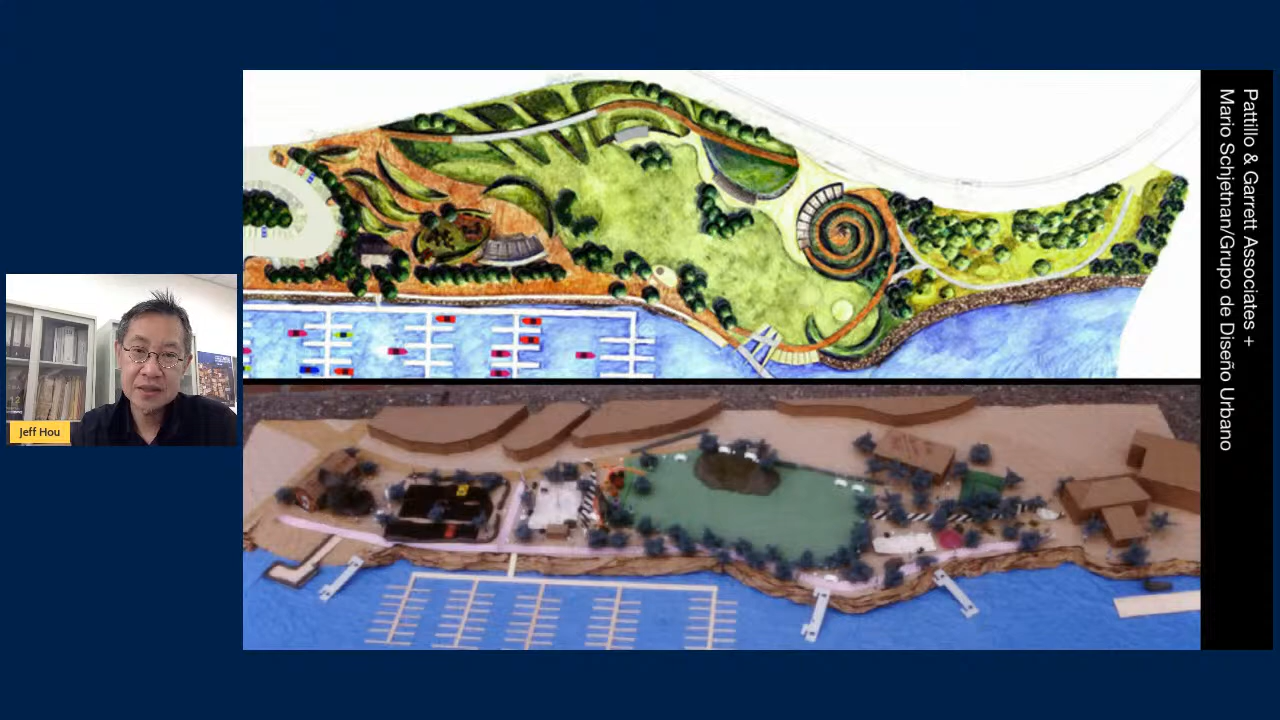 Pattillo & Garrett Associates +
Mario Schjetnan/Grupo de Diseño Urbano
Jeff Hou